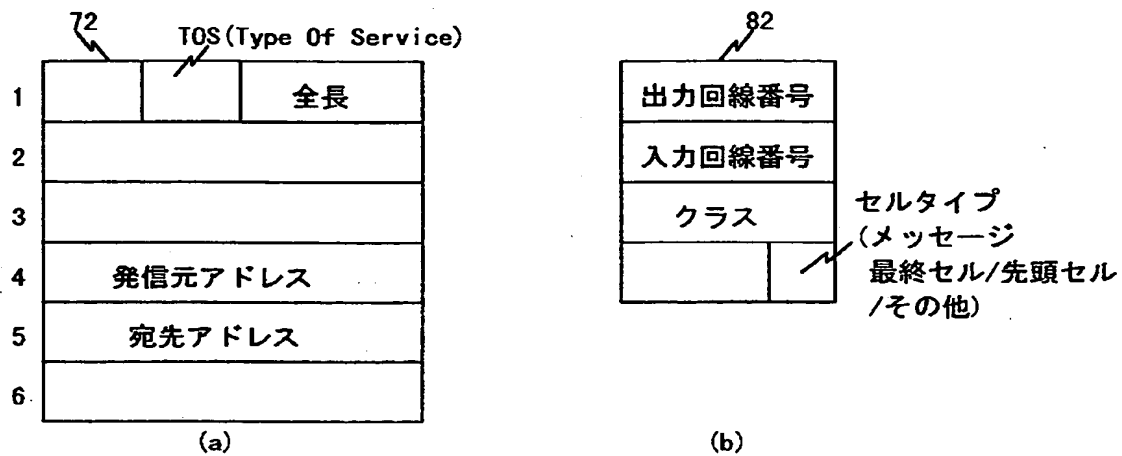 72
TOS(Type Of Service)
1
全長
2
3
4
発信元アドレス
5
宛先アドレス
6
(a)
82
出力回線番号
入力回線番号
クラス
セルタイプ
(メッセージ
最終セル/先頭セル
/その他)
(b)